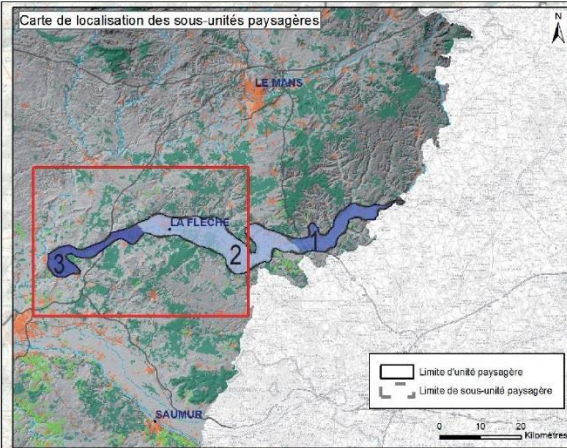 Carte de localisation des sous-unités paysagères
N
LE MANS
LA FLECHE
1
2
3
SAUMUR
Limite d'unité paysagère
Limite de sous-unité paysagère
0 10 20
Kilomètres